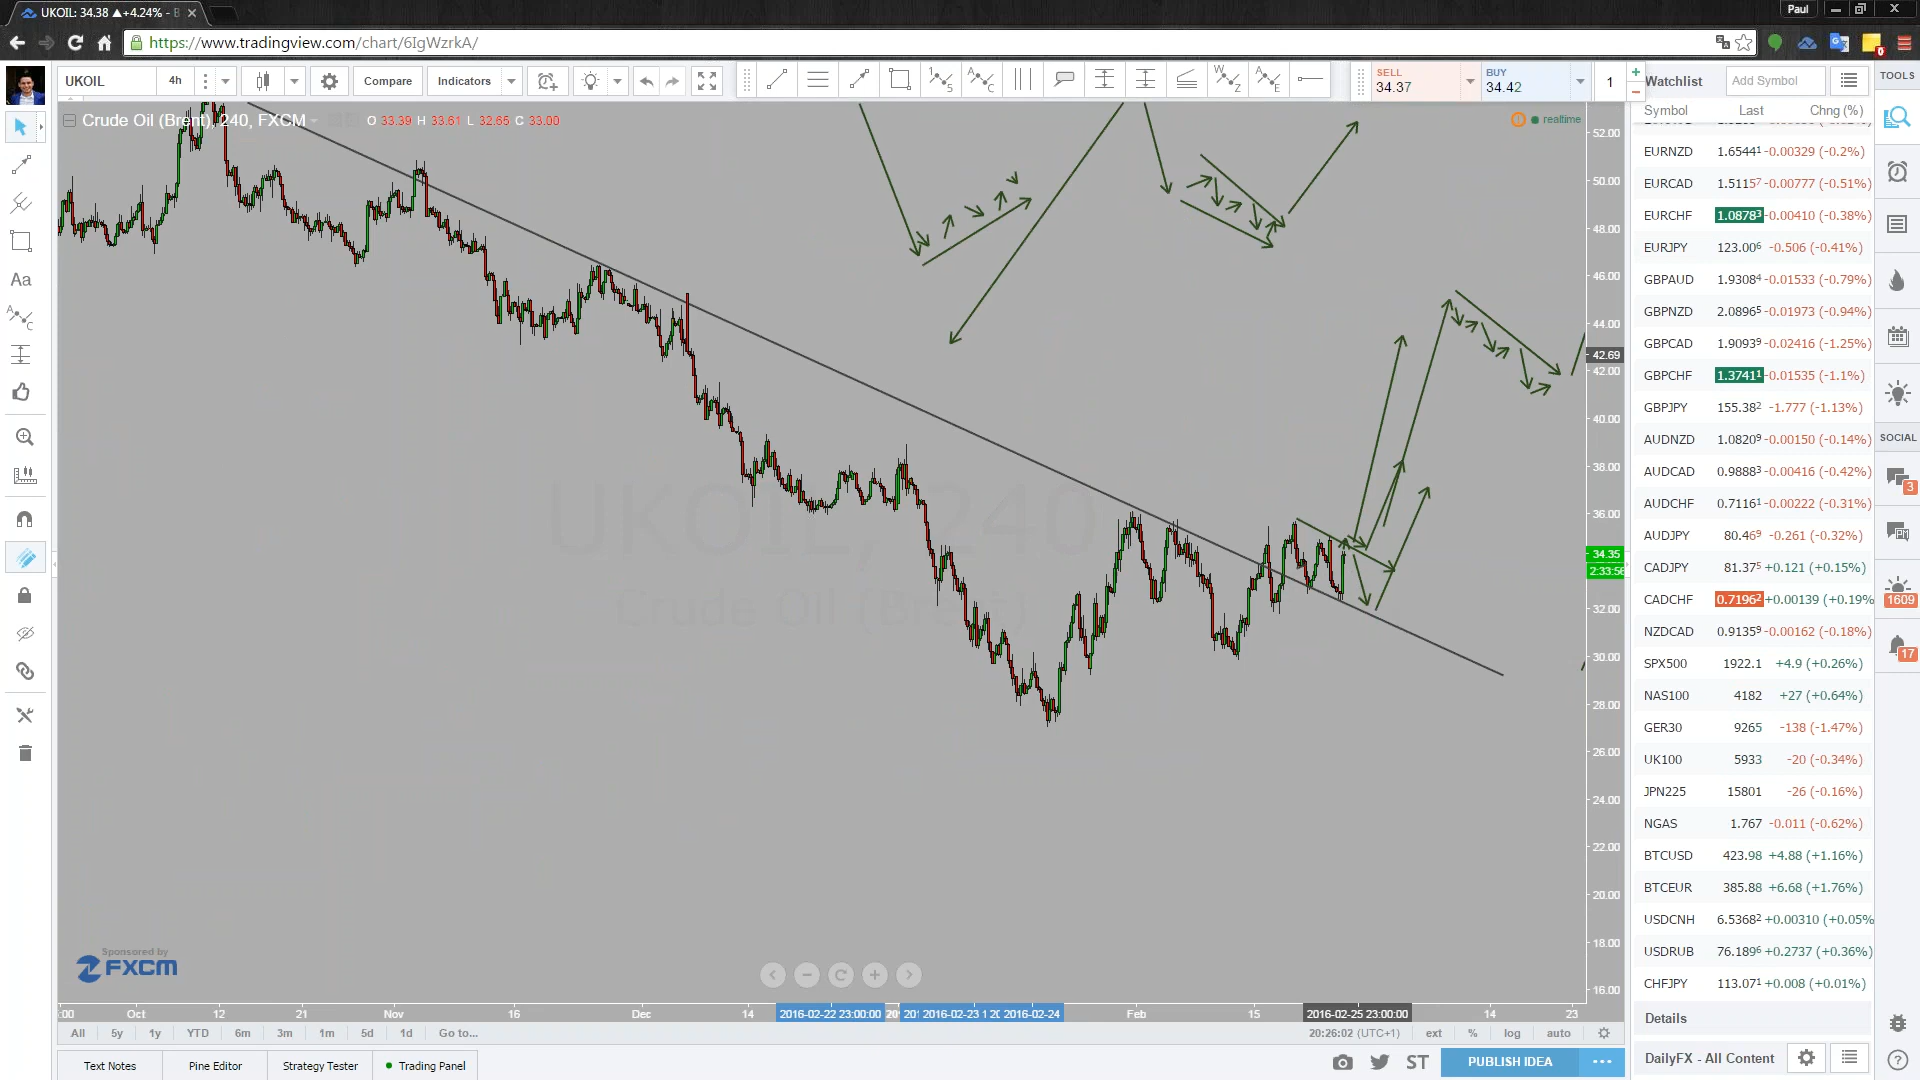 UKOIL: 34.38 ▲+4.24% - B
Paul
https://www.tradingview.com/chart/6IgWzrkA/
0
UKOIL 4h Compare Indicators
SELL 34.37
BUY 34.42
1
Crude Oil (Brent), 240, FXCM O 33.39 H 33.61 L 32.65 C 33.00
realtime
UKOIL, 240
Crude Oil (Brent)
52.00
50.00
48.00
46.00
44.00
42.69
42.00
40.00
38.00
36.00
34.35
2:33:56
32.00
30.00
28.00
26.00
24.00
22.00
20.00
18.00
16.00
Sponsored by
FXCM
:00 Oct 12 21 Nov 16 Dec 14 2016-02-22 23:00:00 2016-02-23 2016-02-24 Feb 15 2016-02-25 23:00:00 14 23
All 5y 1y YTD 6m 3m 1m 5d 1d Go to... 20:26:02 (UTC+1) ext % log auto
Text Notes Pine Editor Strategy Tester Trading Panel ST PUBLISH IDEA
Watchlist Add Symbol
Symbol Last Chng (%)
EURNZD 1.65441 -0.00329 (-0.2%)
EURCAD 1.51157 -0.00777 (-0.51%)
EURCHF 1.08783 -0.00410 (-0.38%)
EURJPY 123.006 -0.506 (-0.41%)
GBPAUD 1.93084 -0.01533 (-0.79%)
GBPNZD 2.08965 -0.01973 (-0.94%)
GBPCAD 1.90939 -0.02416 (-1.25%)
GBPCHF 1.37411 -0.01535 (-1.1%)
GBPJPY 155.382 -1.777 (-1.13%)
AUDNZD 1.08209 -0.00150 (-0.14%)
AUDCAD 0.98883 -0.00416 (-0.42%)
AUDCHF 0.71161 -0.00222 (-0.31%)
AUDJPY 80.469 -0.261 (-0.32%)
CADJPY 81.375 +0.121 (+0.15%)
CADCHF 0.71962 +0.00139 (+0.19%
NZDCAD 0.91359 -0.00162 (-0.18%)
SPX500 1922.1 +4.9 (+0.26%)
NAS100 4182 +27 (+0.64%)
GER30 9265 -138 (-1.47%)
UK100 5933 -20 (-0.34%)
JPN225 15801 -26 (-0.16%)
NGAS 1.767 -0.011 (-0.62%)
BTCUSD 423.98 +4.88 (+1.16%)
BTCEUR 385.88 +6.68 (+1.76%)
USDCNH 6.53682 +0.00310 (+0.05%
USDRUB 76.1896 +0.2737 (+0.36%)
CHFJPY 113.071 +0.008 (+0.01%)
Details
DailyFX - All Content
TOOLS
SOCIAL
3
1609
17